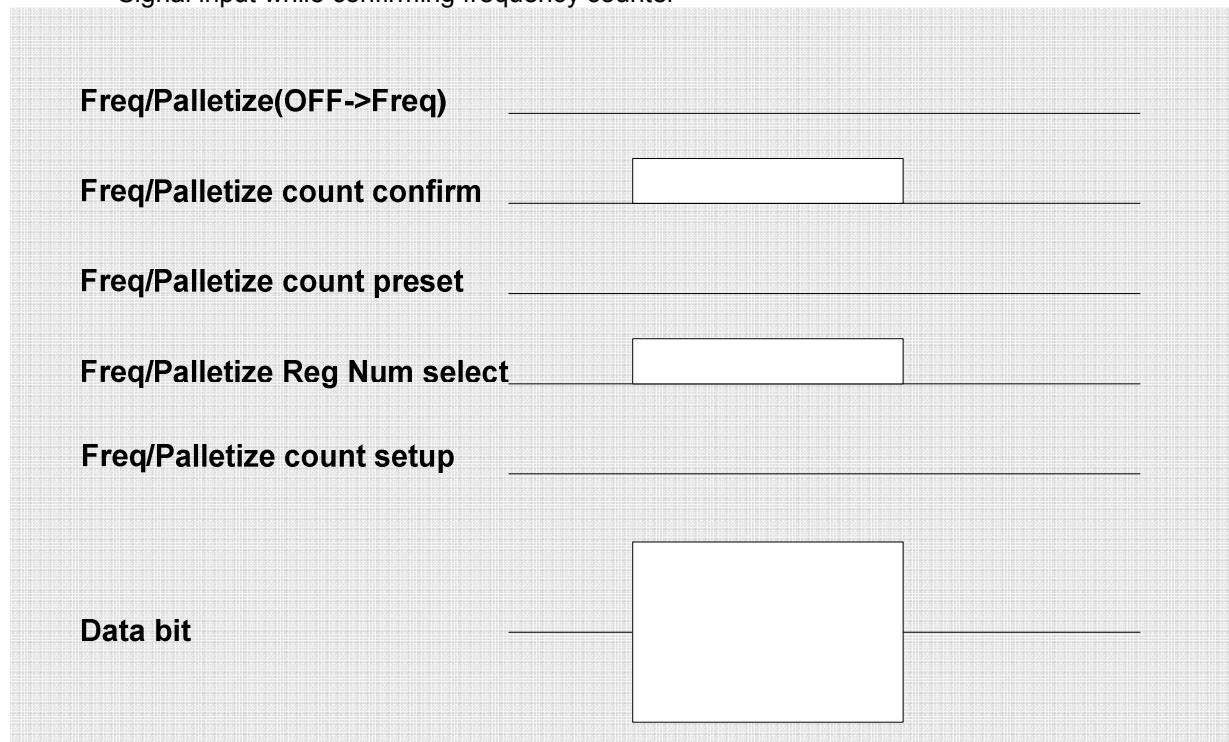 Signal input while confirming frequency counter
Freq/Palletize(OFF->Freq)
Freq/Palletize count confirm
Freq/Palletize count preset
Freq/Palletize Reg Num select
Freq/Palletize count setup
Data bit